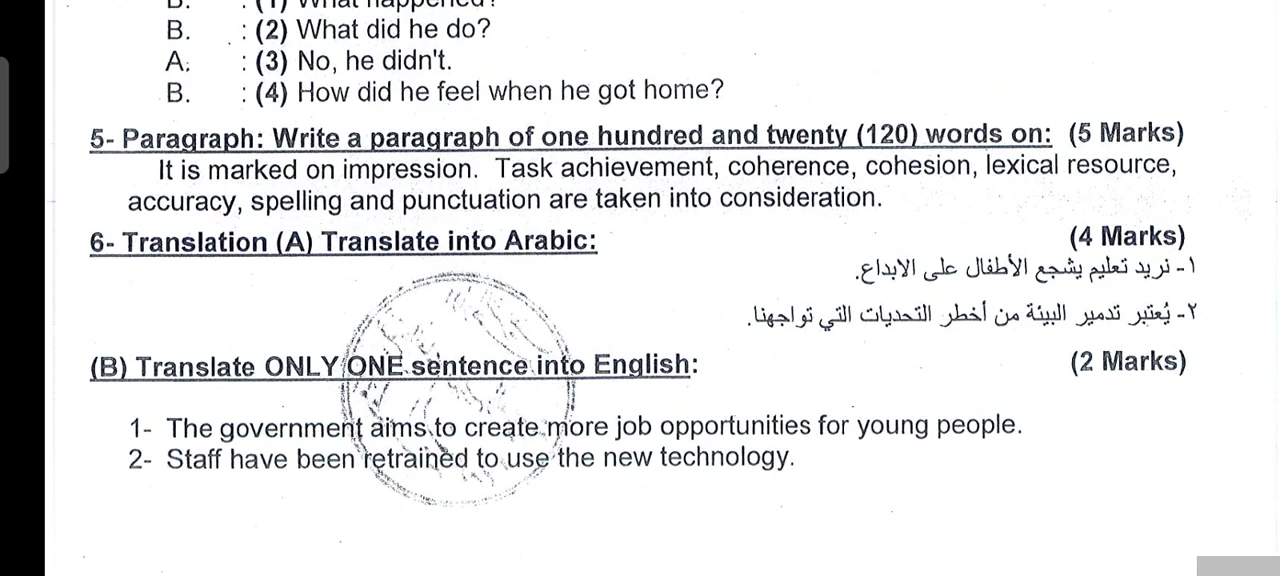 B. : (1) What happened?
B. : (2) What did he do?
A. : (3) No, he didn't.
B. : (4) How did he feel when he got home?
5- Paragraph: Write a paragraph of one hundred and twenty (120) words on: (5 Marks)
It is marked on impression. Task achievement, coherence, cohesion, lexical resource,
accuracy, spelling and punctuation are taken into consideration.
6- Translation (A) Translate into Arabic: (4 Marks)
١- نريد تعليم يشجع الأطفال على الابداع.
٢- يُعتبر تدمير البيئة من أخطر التحديات التي تواجهنا.
(B) Translate ONLY ONE sentence into English: (2 Marks)
1- The government aims to create more job opportunities for young people.
2- Staff have been retrained to use the new technology.